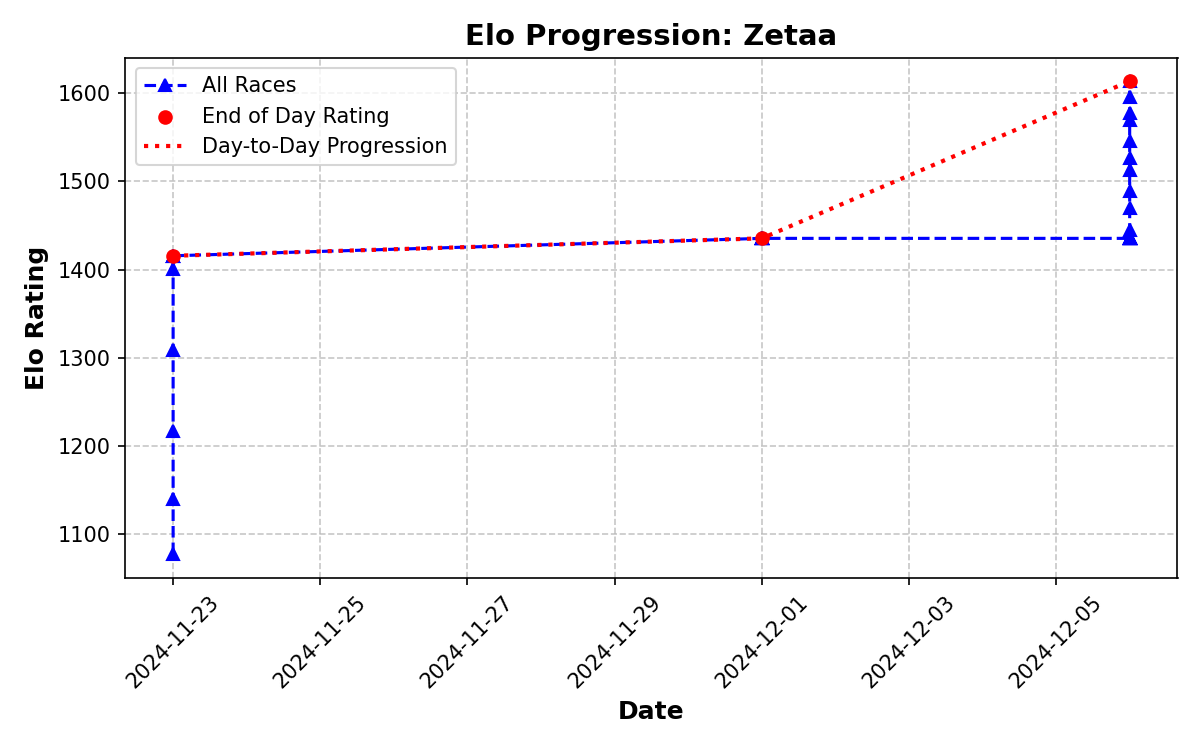 Elo Progression: Zetaa
All Races
End of Day Rating
Day-to-Day Progression
Elo Rating
1600
1500
1400
1300
1200
1100
2024-11-23
2024-11-25
2024-11-27
2024-11-29
2024-12-01
2024-12-03
2024-12-05
Date